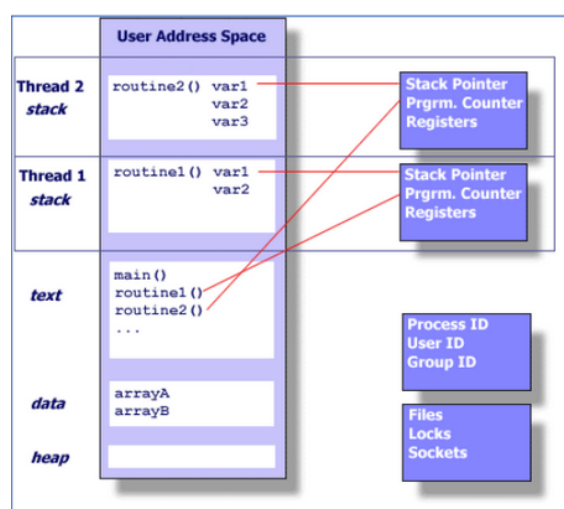 User Address Space
Thread 2
stack
routine2() var1
var2
var3
Stack Pointer
Prgrm. Counter
Registers
Thread 1
stack
routine1() var1
var2
Stack Pointer
Prgrm. Counter
Registers
text
main()
routine1()
routine2()
...
Process ID
User ID
Group ID
data
arrayA
arrayB
Files
Locks
Sockets
heap